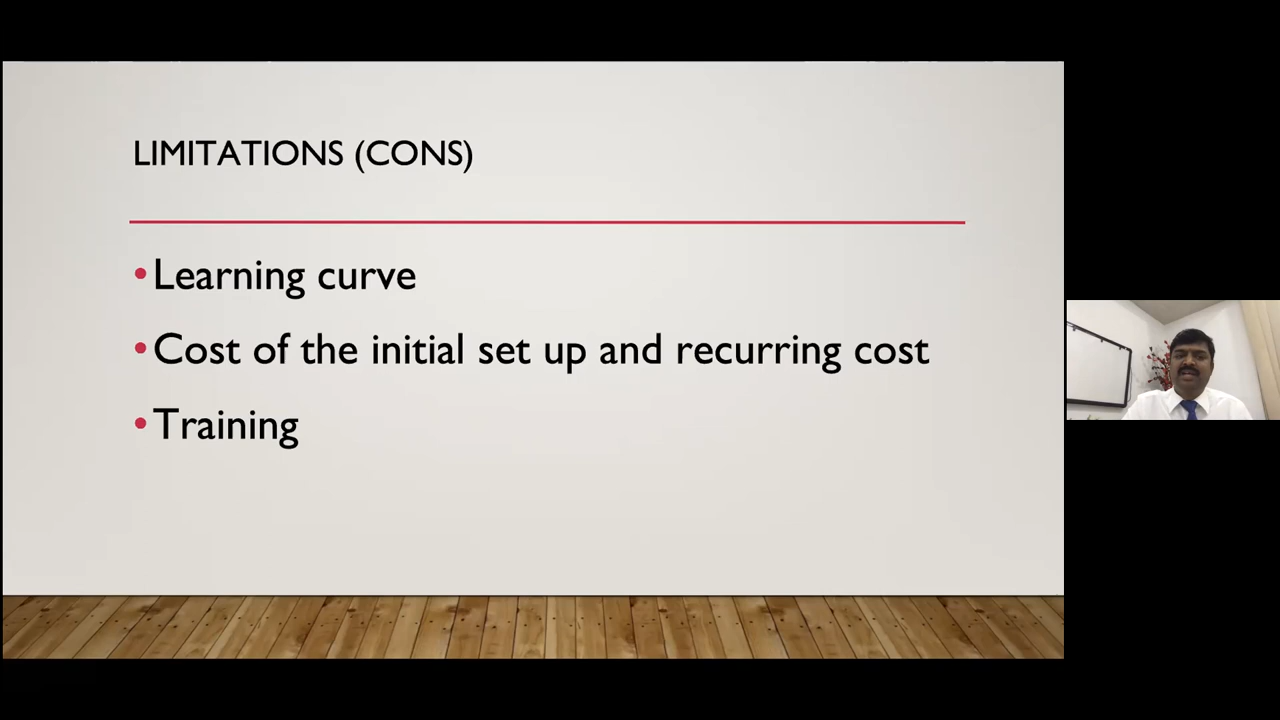 LIMITATIONS (CONS)
•Learning curve
•Cost of the initial set up and recurring cost
•Training